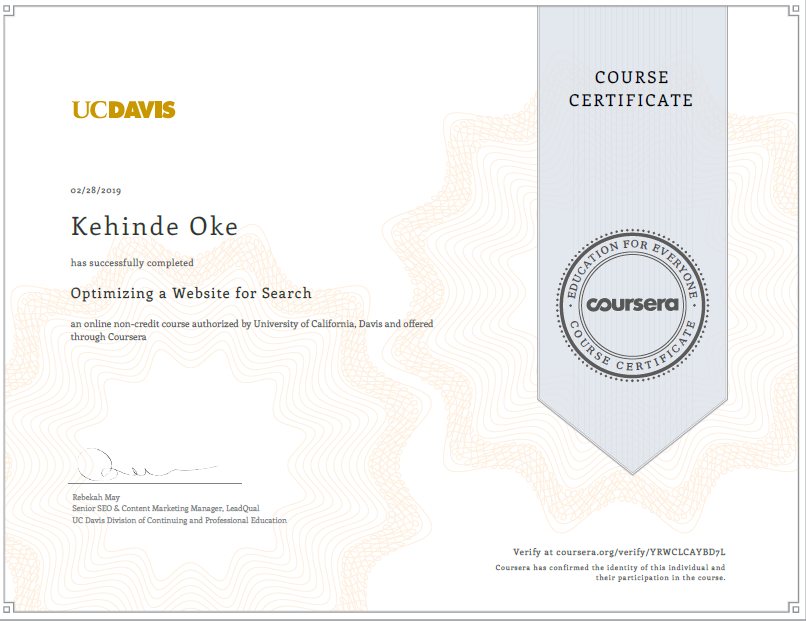 COURSE
CERTIFICATE
UCDAVIS
02/28/2019
Kehinde Oke
has successfully completed
Optimizing a Website for Search
an online non-credit course authorized by University of California, Davis and offered
through Coursera
EDUCATION FOR EVERYONE
coursera
COURSE CERTIFICATE
Rebekah May
Senior SEO & Content Marketing Manager, LeadQual
UC Davis Division of Continuing and Professional Education
Verify at coursera.org/verify/YRWCLCAYBD7L
Coursera has confirmed the identity of this individual and
their participation in the course.